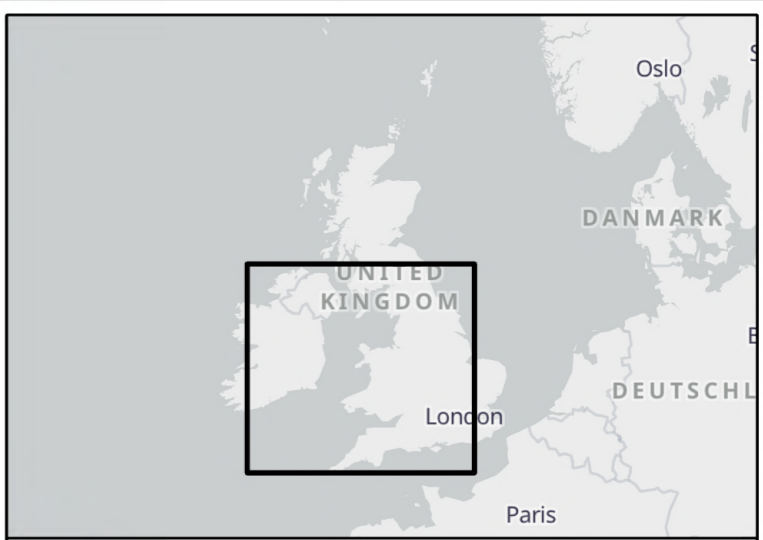 Oslo
DANMARK
UNITED
KINGDOM
DEUTSCHL
London
Paris